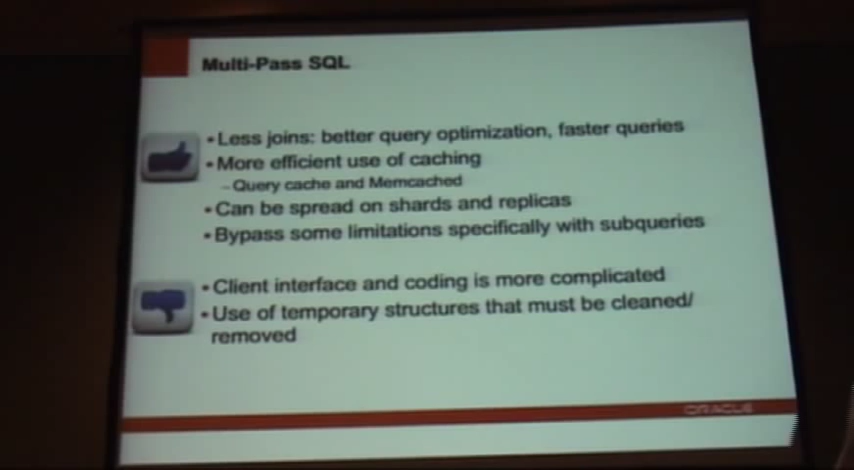 Multi-Pass SQL
• Less joins: better query optimization, faster queries
• More efficient use of caching
– Query cache and Memcached
• Can be spread on shards and replicas
• Bypass some limitations specifically with subqueries
• Client interface and coding is more complicated
• Use of temporary structures that must be cleaned/
removed
ORACLE